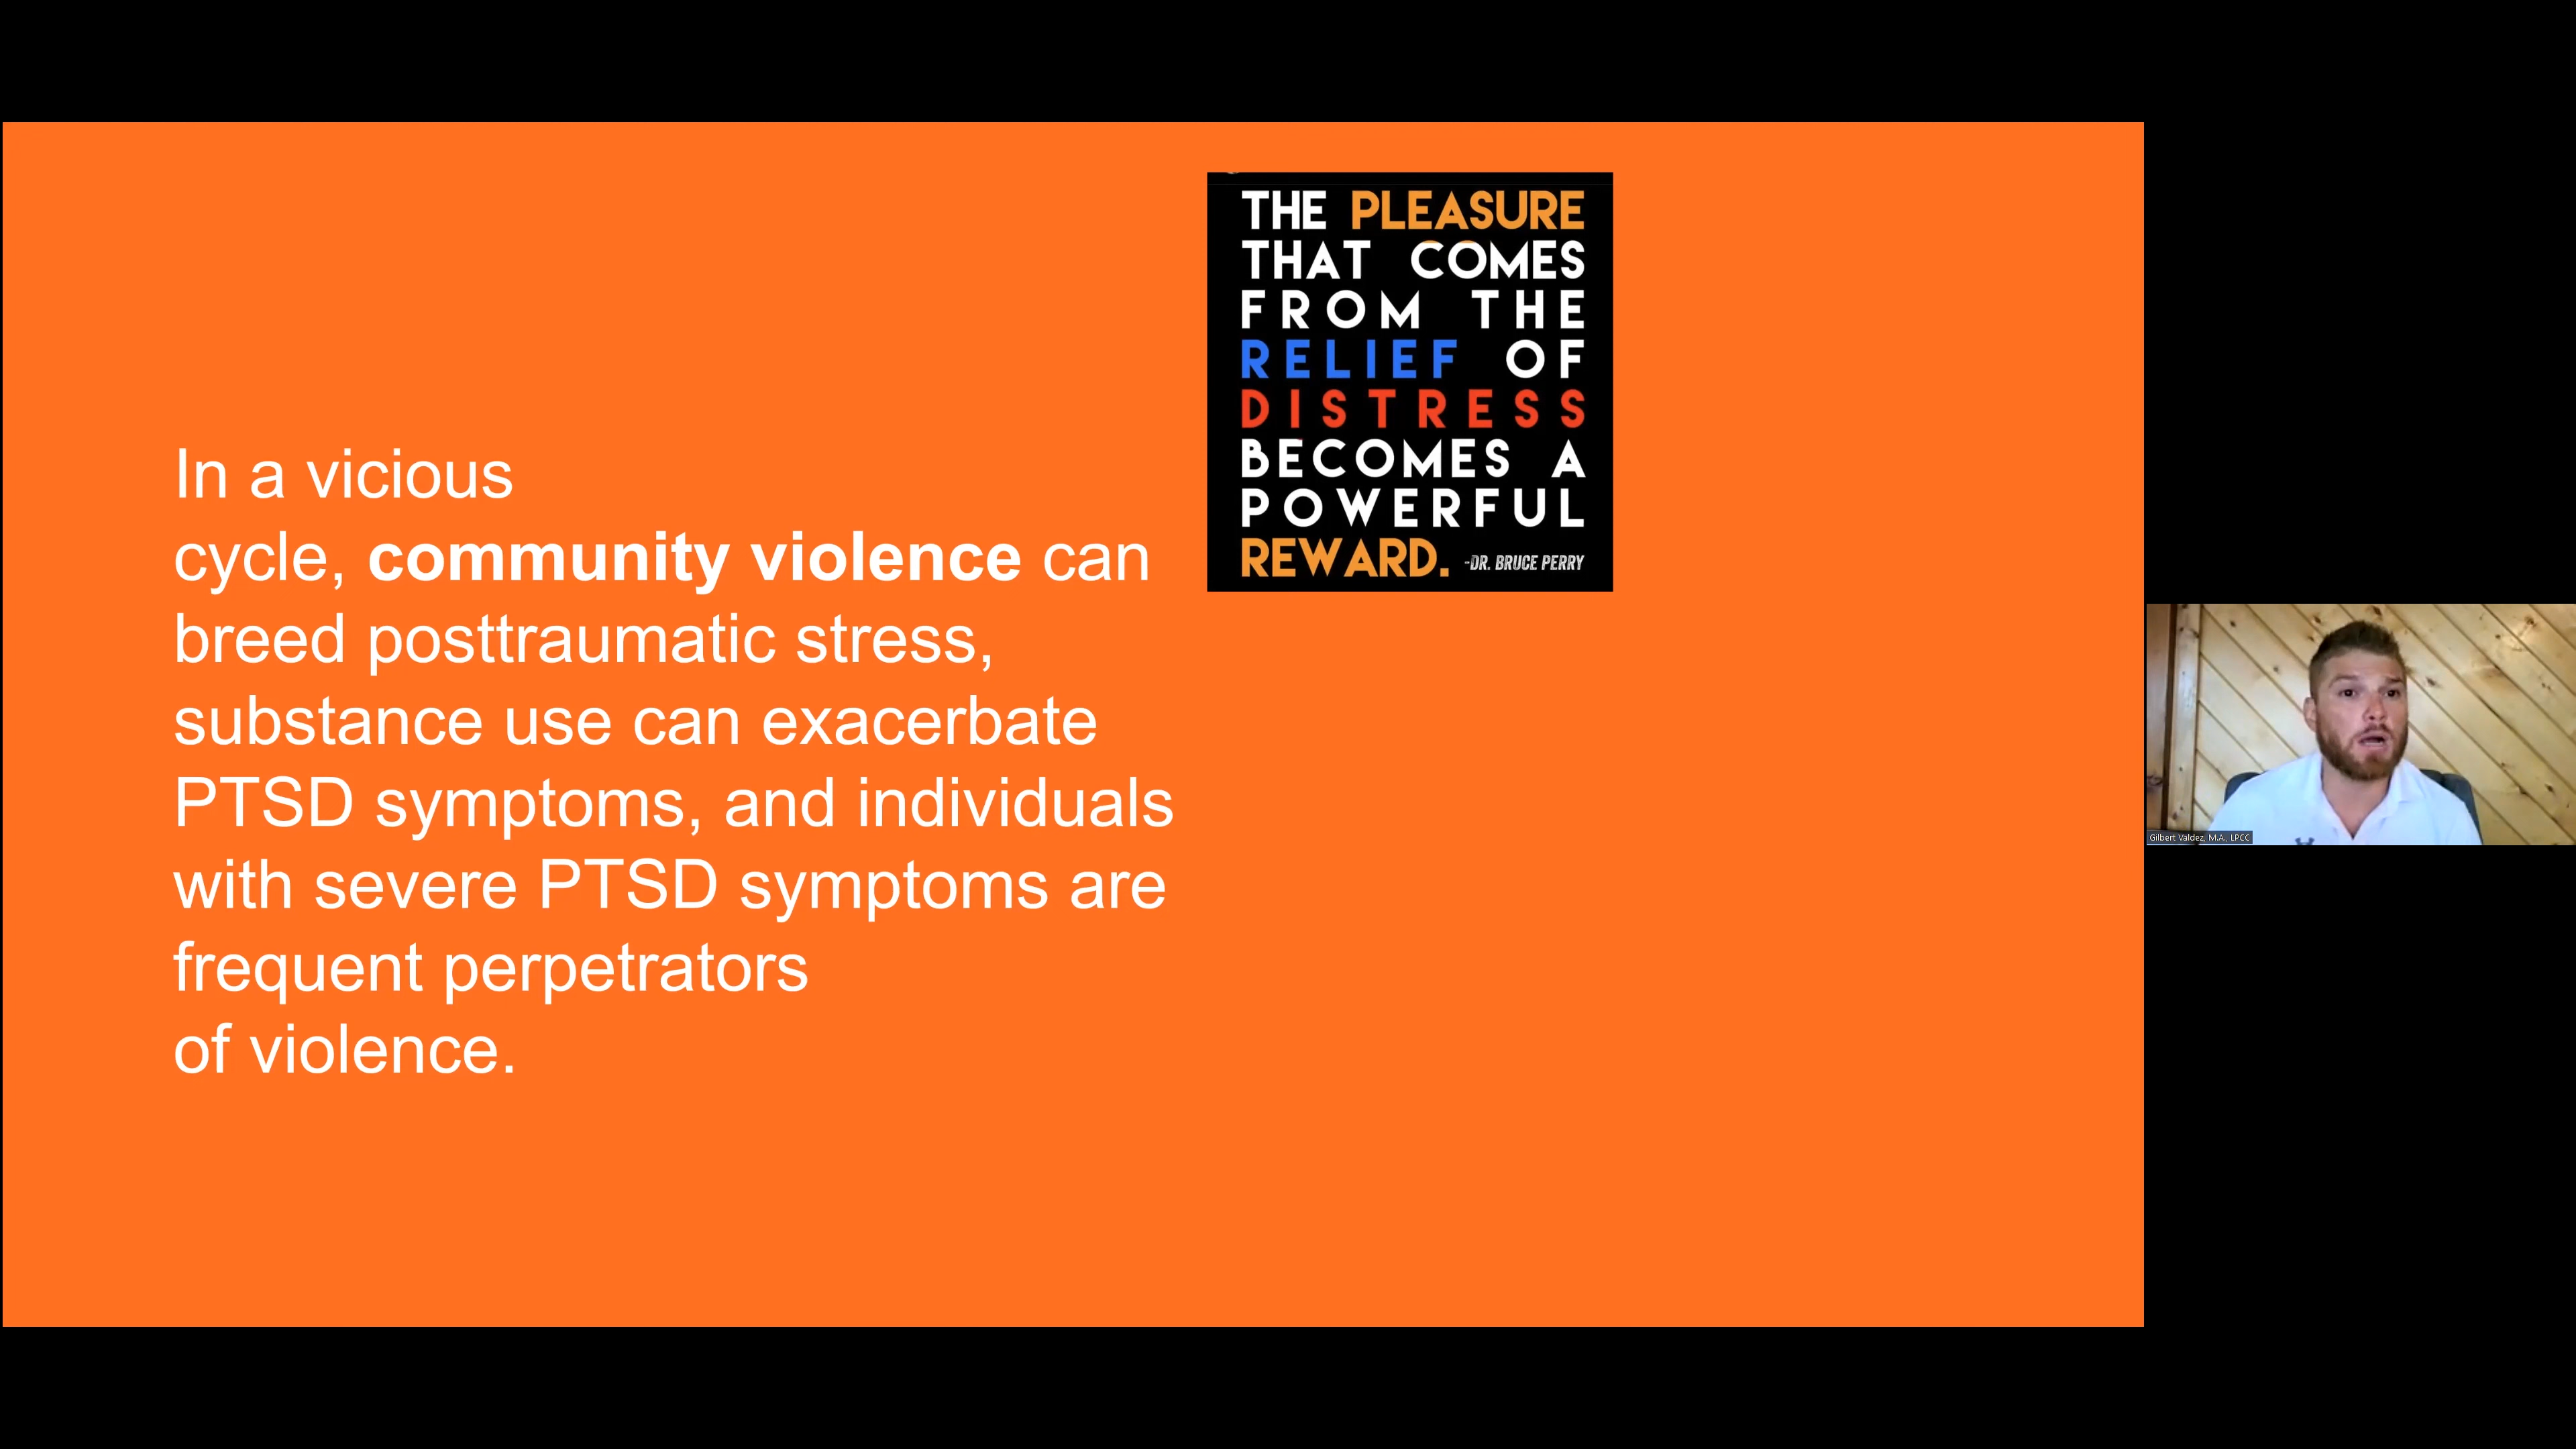 In a vicious
cycle, community violence can
breed posttraumatic stress,
substance use can exacerbate
PTSD symptoms, and individuals
with severe PTSD symptoms are
frequent perpetrators
of violence.
THE PLEASURE
THAT COMES
FROM THE
RELIEF OF
DISTRESS
BECOMES A
POWERFUL
REWARD. -DR. BRUCE PERRY
Gilbert Valdez, M.A., LPCC